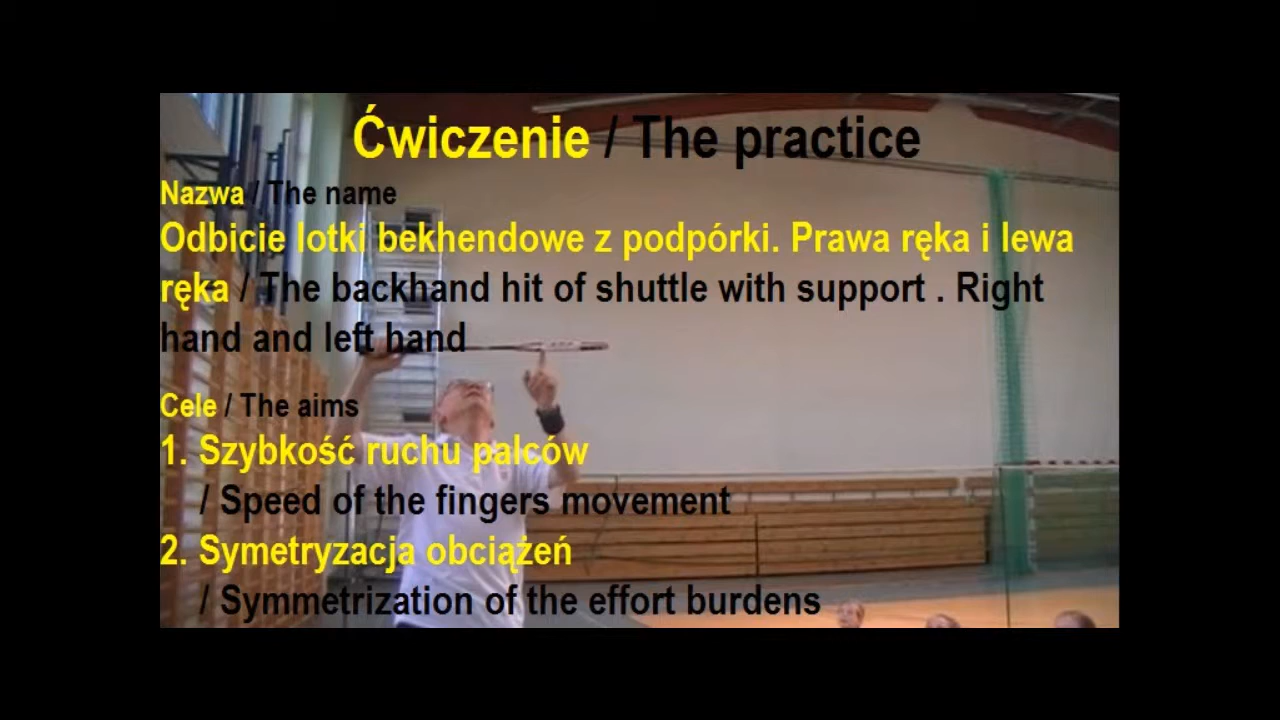 Ćwiczenie / The practice
Nazwa / The name
Odbicie lotki bekhendowe z podpórki. Prawa ręka i lewa
ręka / The backhand hit of shuttle with support . Right
hand and left hand
Cele / The aims
1. Szybkość ruchu palców
/ Speed of the fingers movement
2. Symetryzacja obciążeń
/ Symmetrization of the effort burdens